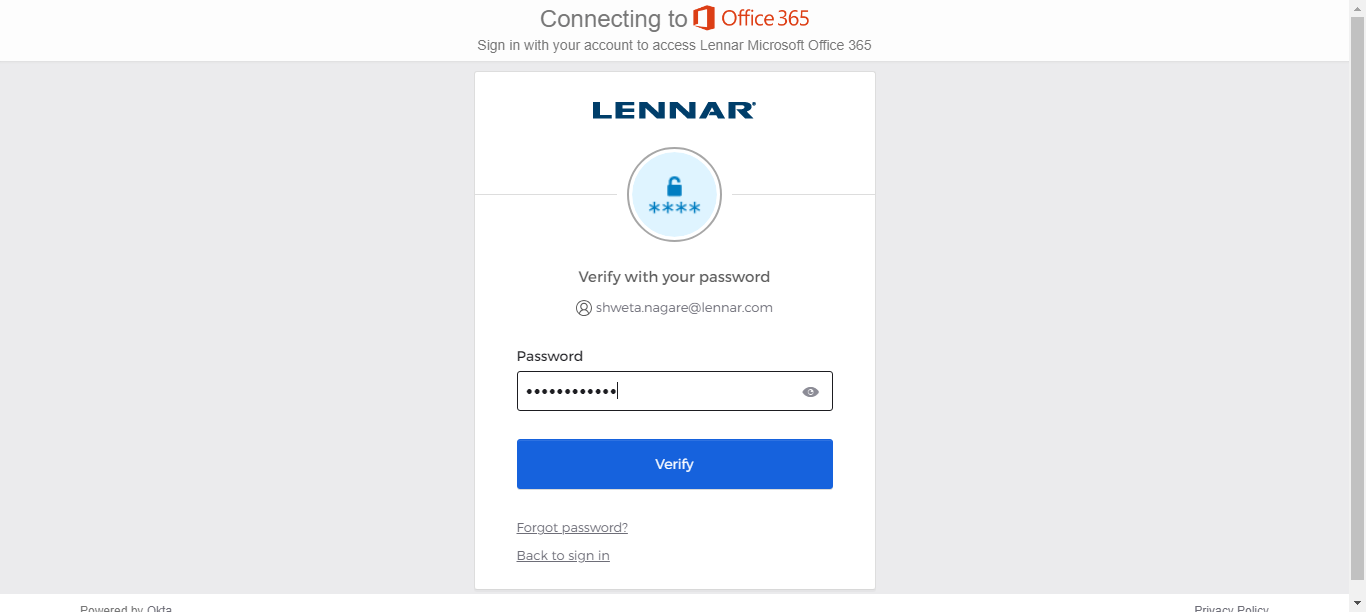 Connecting to Office 365
Sign in with your account to access Lennar Microsoft Office 365
LENNAR
****
Verify with your password
shweta.nagare@lennar.com
Password
••••••••••••
Verify
Forgot password?
Back to sign in
Powered by Okta
Privacy Policy